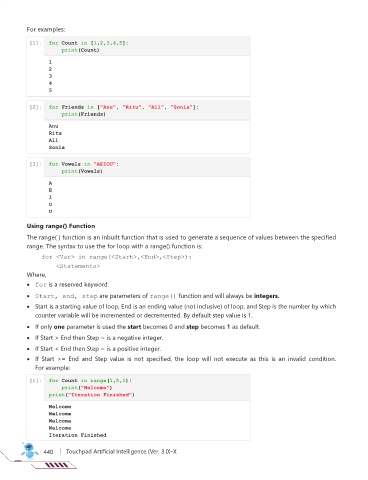 For examples:
[1]: for Count in [1,2,3,4,5]:
print(Count)
1
2
3
4
5
[2]: for Friends in ["Anu", "Ritu", "Ali", "Sonia"]:
print(Friends)
Anu
Ritu
Ali
Sonia
[3]: for Vowels in "AEIOU":
print(Vowels)
A
E
I
O
U
Using range() Function
The range( ) function is an inbuilt function that is used to generate a sequence of values between the specified
range. The syntax to use the for loop with a range() function is:
for <Var> in range(<Start>,<End>,<Step>):
<Statements>
Where,
• for is a reserved keyword.
• Start, end, step are parameters of range() function and will always be integers.
• Start is a starting value of loop, End is an ending value (not inclusive) of loop, and Step is the number by which
counter variable will be incremented or decremented. By default step value is 1.
• If only one parameter is used the start becomes 0 and step becomes 1 as default.
• If Start > End then Step = is a negative integer.
• If Start < End then Step = is a positive integer.
• If Start >= End and Step value is not specified, the loop will not execute as this is an invalid condition.
For example:
[1]: for Count in range(1,5,1):
print("Welcome")
print("Iteration Finished")
Welcome
Welcome
Welcome
Welcome
Iteration Finished
440 | Touchpad Artificial Intelligence (Ver. 3.0)-X